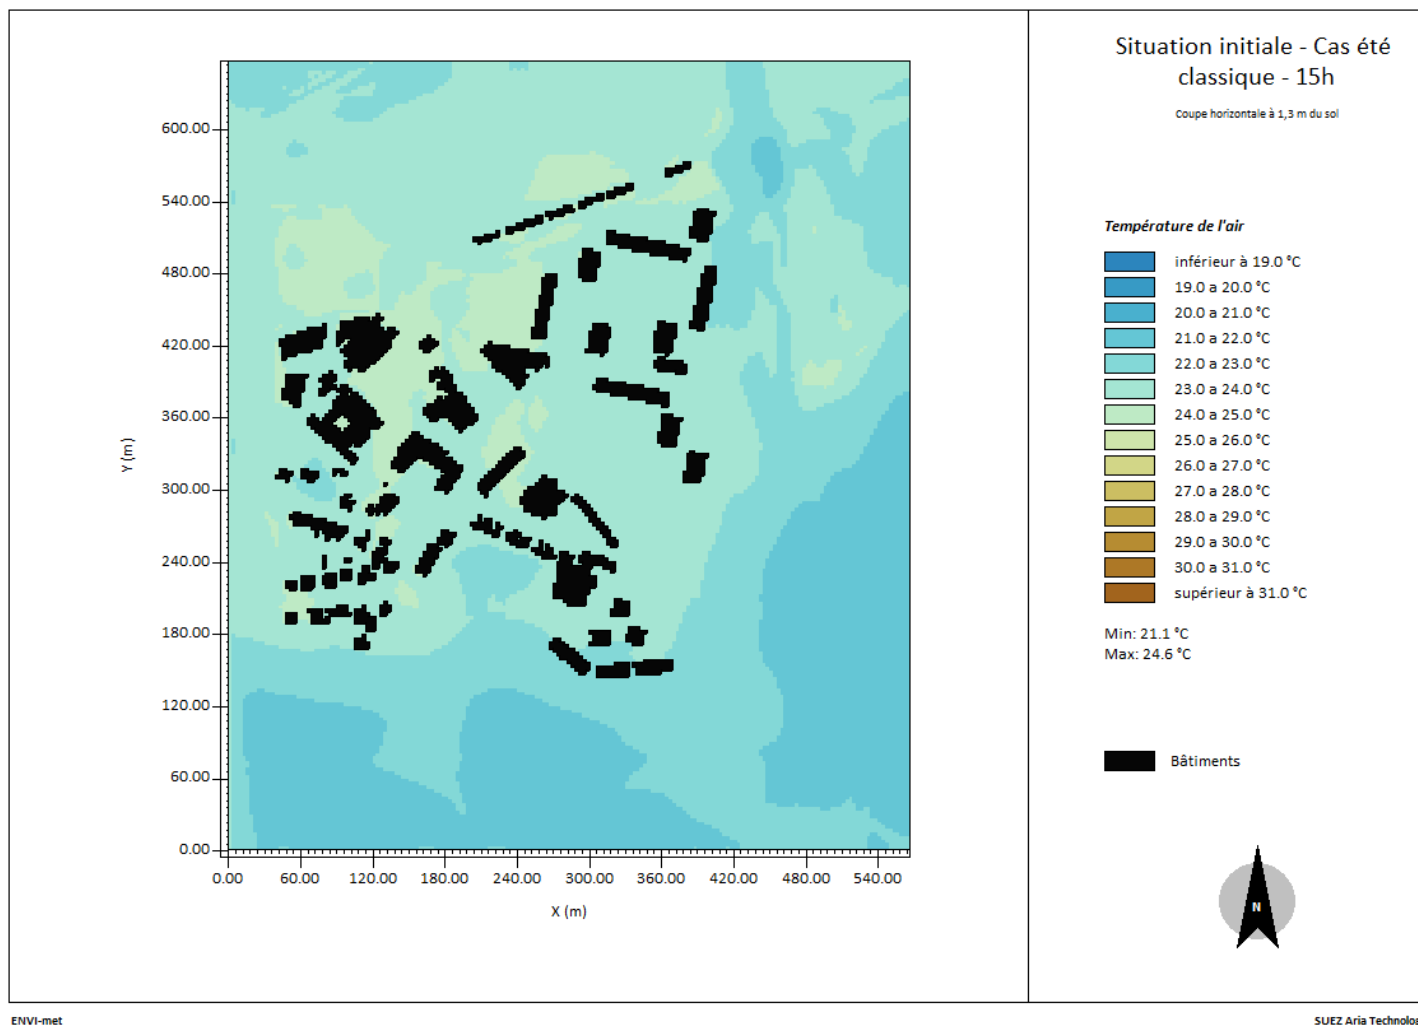 Situation initiale - Cas été
classique - 15h
Coupe horizontale à 1,3 m du sol
600.00
540.00
480.00
420.00
360.00
300.00
240.00
180.00
120.00
60.00
0.00
Y (m)
0.00 60.00 120.00 180.00 240.00 300.00 360.00 420.00 480.00 540.00
X (m)
Température de l'air
inférieur à 19.0 °C
19.0 a 20.0 °C
20.0 a 21.0 °C
21.0 a 22.0 °C
22.0 a 23.0 °C
23.0 a 24.0 °C
24.0 a 25.0 °C
25.0 a 26.0 °C
26.0 a 27.0 °C
27.0 a 28.0 °C
28.0 a 29.0 °C
29.0 a 30.0 °C
30.0 a 31.0 °C
supérieur à 31.0 °C
Min: 21.1 °C
Max: 24.6 °C
Bâtiments
N
ENVI-met
SUEZ Aria Technolog